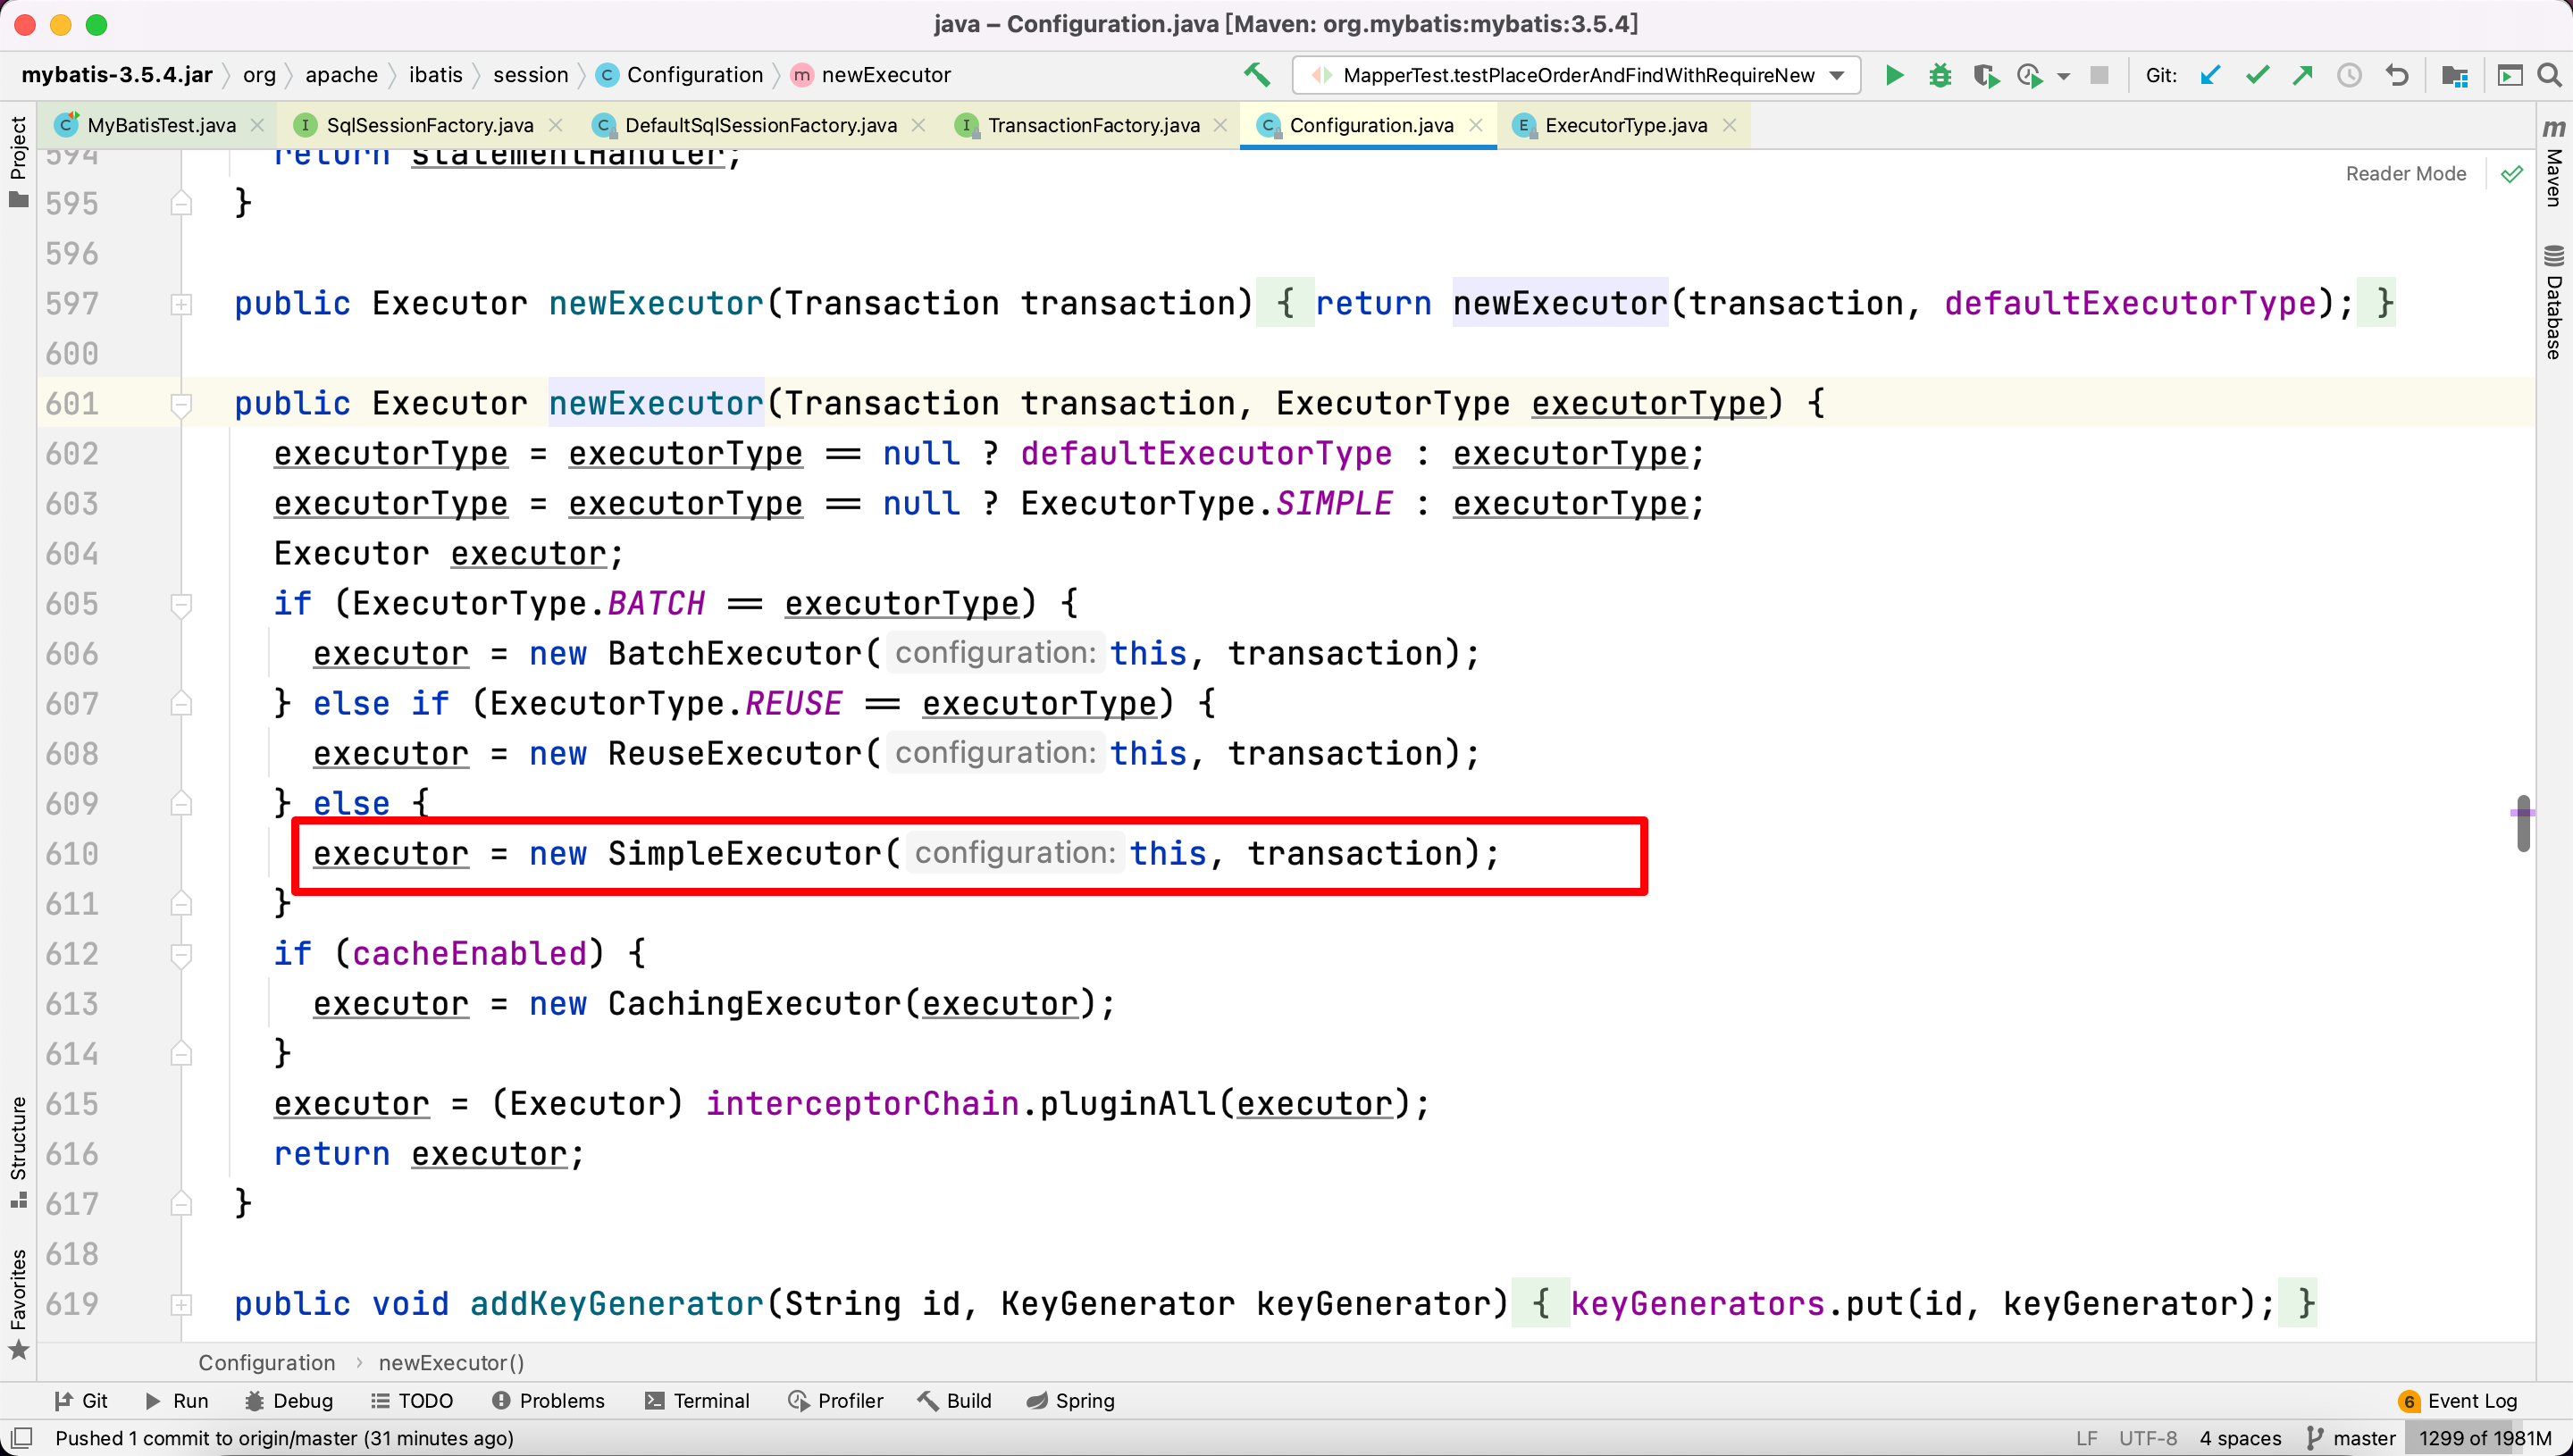 java – Configuration.java [Maven: org.mybatis:mybatis:3.5.4]
mybatis-3.5.4.jar org apache ibatis session C Configuration m newExecutor MapperTest.testPlaceOrderAndFindWithRequireNew Git:
Project C MyBatisTest.java I SqlSessionFactory.java C DefaultSqlSessionFactory.java I TransactionFactory.java C Configuration.java E ExecutorType.java m Maven
594 return statementHandler;
Reader Mode
595 }
596
597 public Executor newExecutor(Transaction transaction) { return newExecutor(transaction, defaultExecutorType); }
Database
600
601 public Executor newExecutor(Transaction transaction, ExecutorType executorType) {
602 executorType = executorType == null ? defaultExecutorType : executorType;
603 executorType = executorType == null ? ExecutorType.SIMPLE : executorType;
604 Executor executor;
605 if (ExecutorType.BATCH == executorType) {
606 executor = new BatchExecutor( configuration: this, transaction);
607 } else if (ExecutorType.REUSE == executorType) {
608 executor = new ReuseExecutor( configuration: this, transaction);
609 } else {
610 executor = new SimpleExecutor( configuration: this, transaction);
611 }
612 if (cacheEnabled) {
613 executor = new CachingExecutor(executor);
614 }
615 executor = (Executor) interceptorChain.pluginAll(executor);
Structure
616 return executor;
617 }
618
Favorites
619 public void addKeyGenerator(String id, KeyGenerator keyGenerator) { keyGenerators.put(id, keyGenerator); }
Configuration › newExecutor()
Git Run Debug TODO Problems Terminal Profiler Build Spring 6 Event Log
Pushed 1 commit to origin/master (31 minutes ago) LF UTF-8 4 spaces master 1299 of 1981M